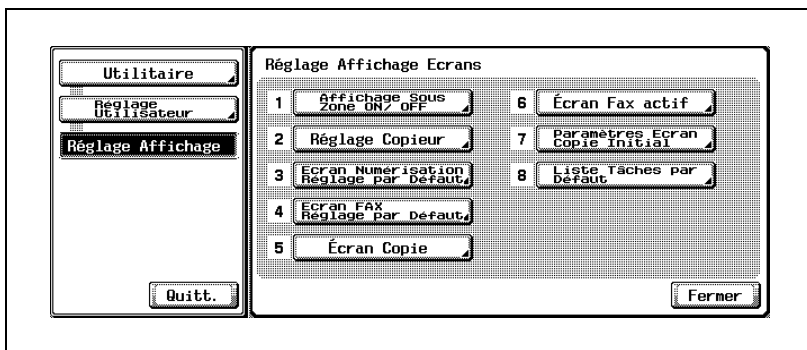 Utilitaire
Réglage
Utilisateur
Réglage Affichage
Quitt.
Réglage Affichage Ecrans
1 Affichage Sous
Zone ON/ OFF
2 Réglage Copieur
3 Ecran Numérisation
Réglage par Défaut
4 Ecran FAX
Réglage par Défaut
5 Écran Copie
6 Écran Fax actif
7 Paramètres Ecran
Copie Initial
8 Liste Tâches par
Défaut
Fermer